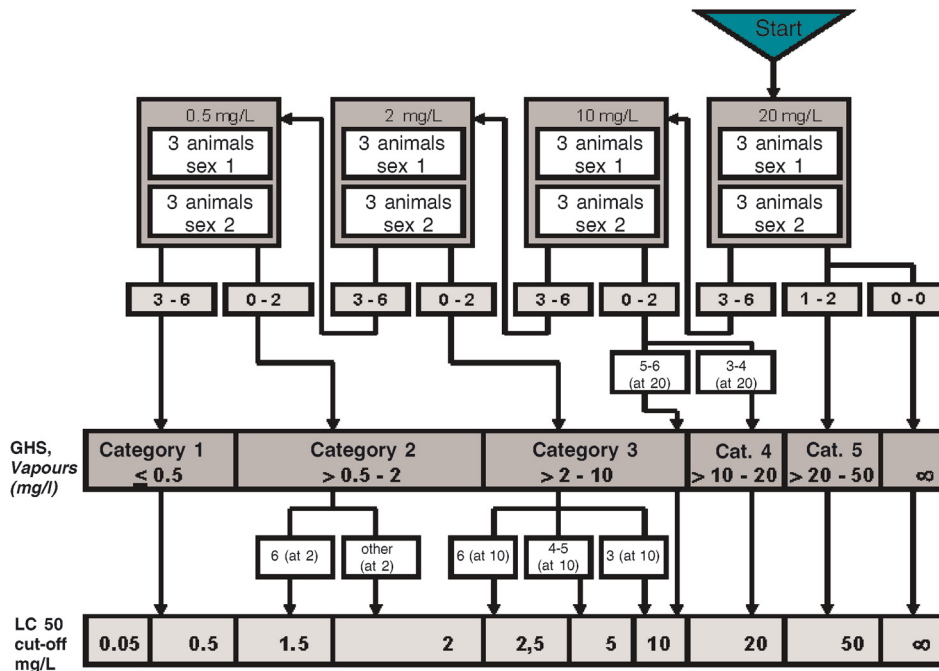 Start
0.5 mg/L
2 mg/L
10 mg/L
20 mg/L
3 animals
sex 1
3 animals
sex 1
3 animals
sex 1
3 animals
sex 1
3 animals
sex 2
3 animals
sex 2
3 animals
sex 2
3 animals
sex 2
3 - 6
0 - 2
3 - 6
0 - 2
3 - 6
0 - 2
3 - 6
1 - 2
0 - 0
5-6
(at 20)
3-4
(at 20)
GHS,
Vapours
(mg/l)
Category 1
≤ 0.5
Category 2
> 0.5 - 2
Category 3
> 2 - 10
Cat. 4
> 10 - 20
Cat. 5
> 20 - 50
∞
6 (at 2)
other
(at 2)
6 (at 10)
4-5
(at 10)
3 (at 10)
LC 50
cut-off
mg/L
0.05
0.5
1.5
2
2,5
5
10
20
50
∞